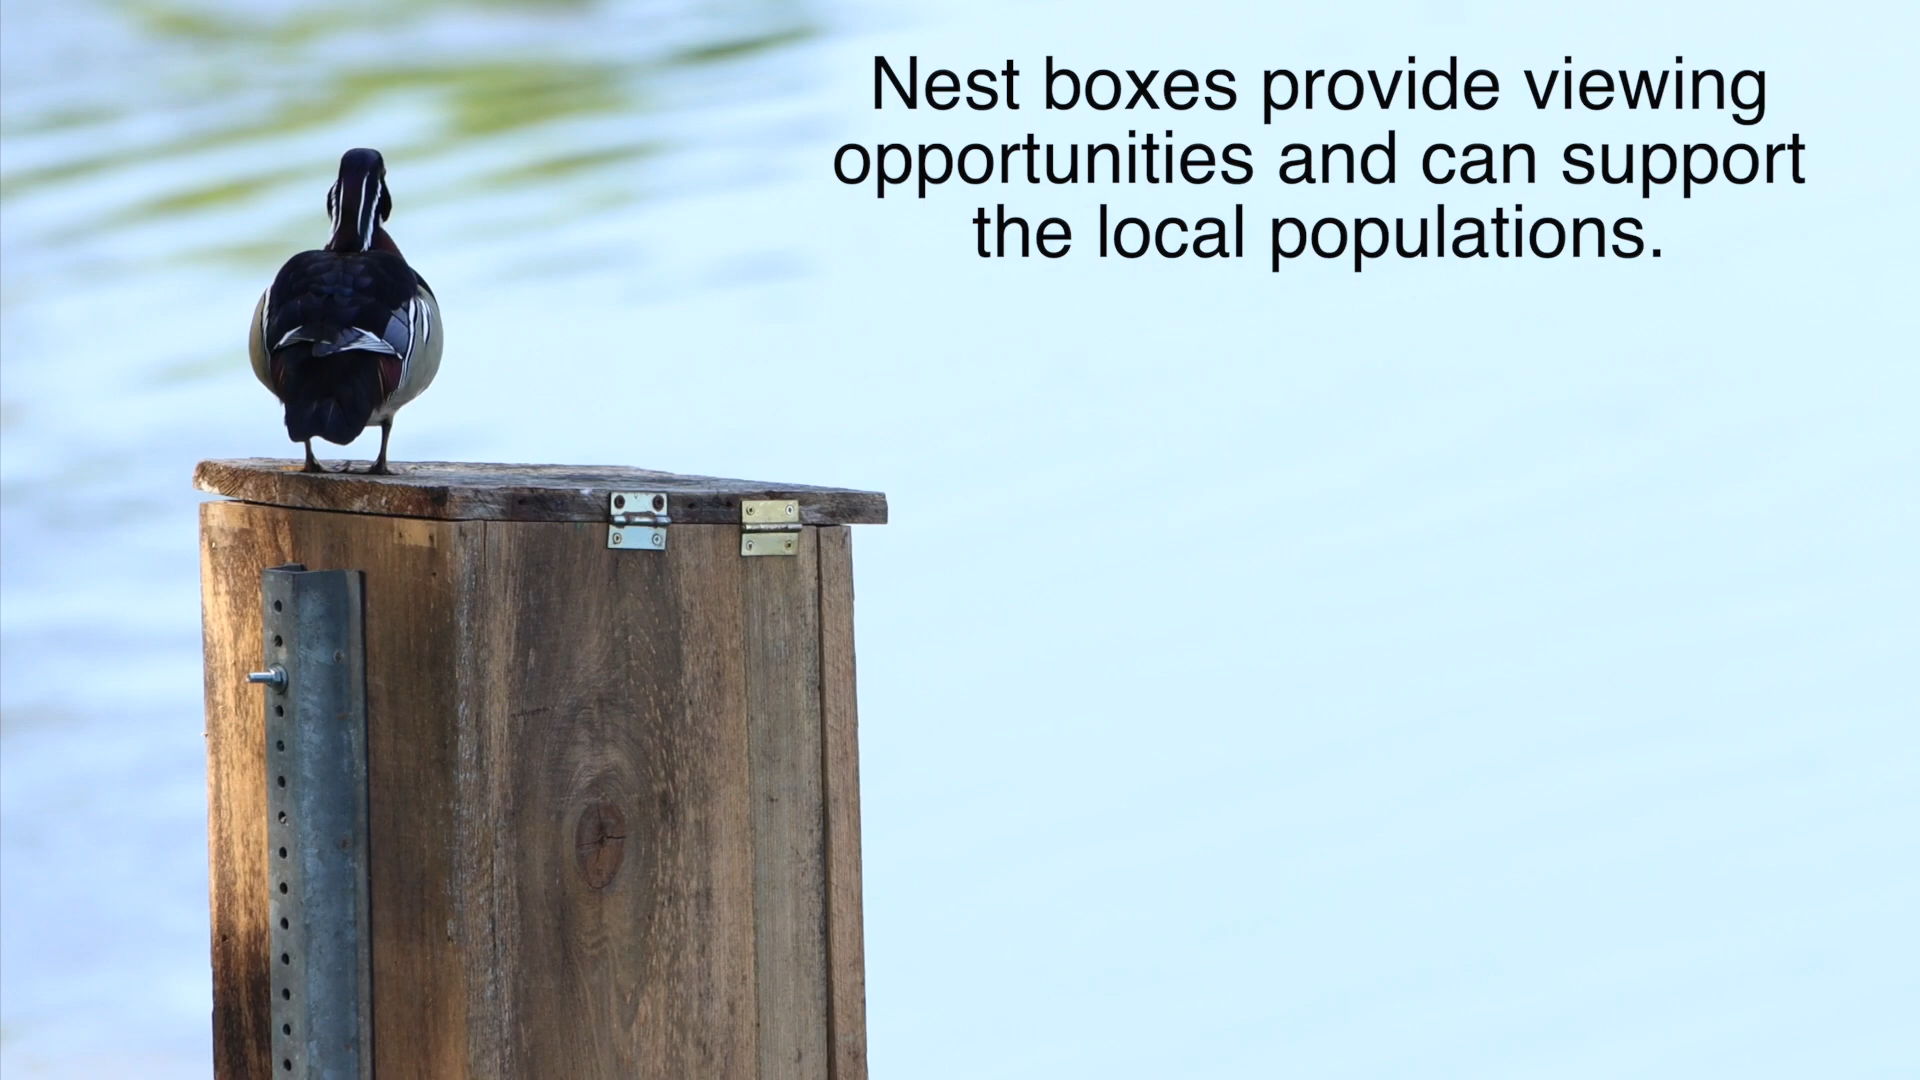 Nest boxes provide viewing
opportunities and can support
the local populations.